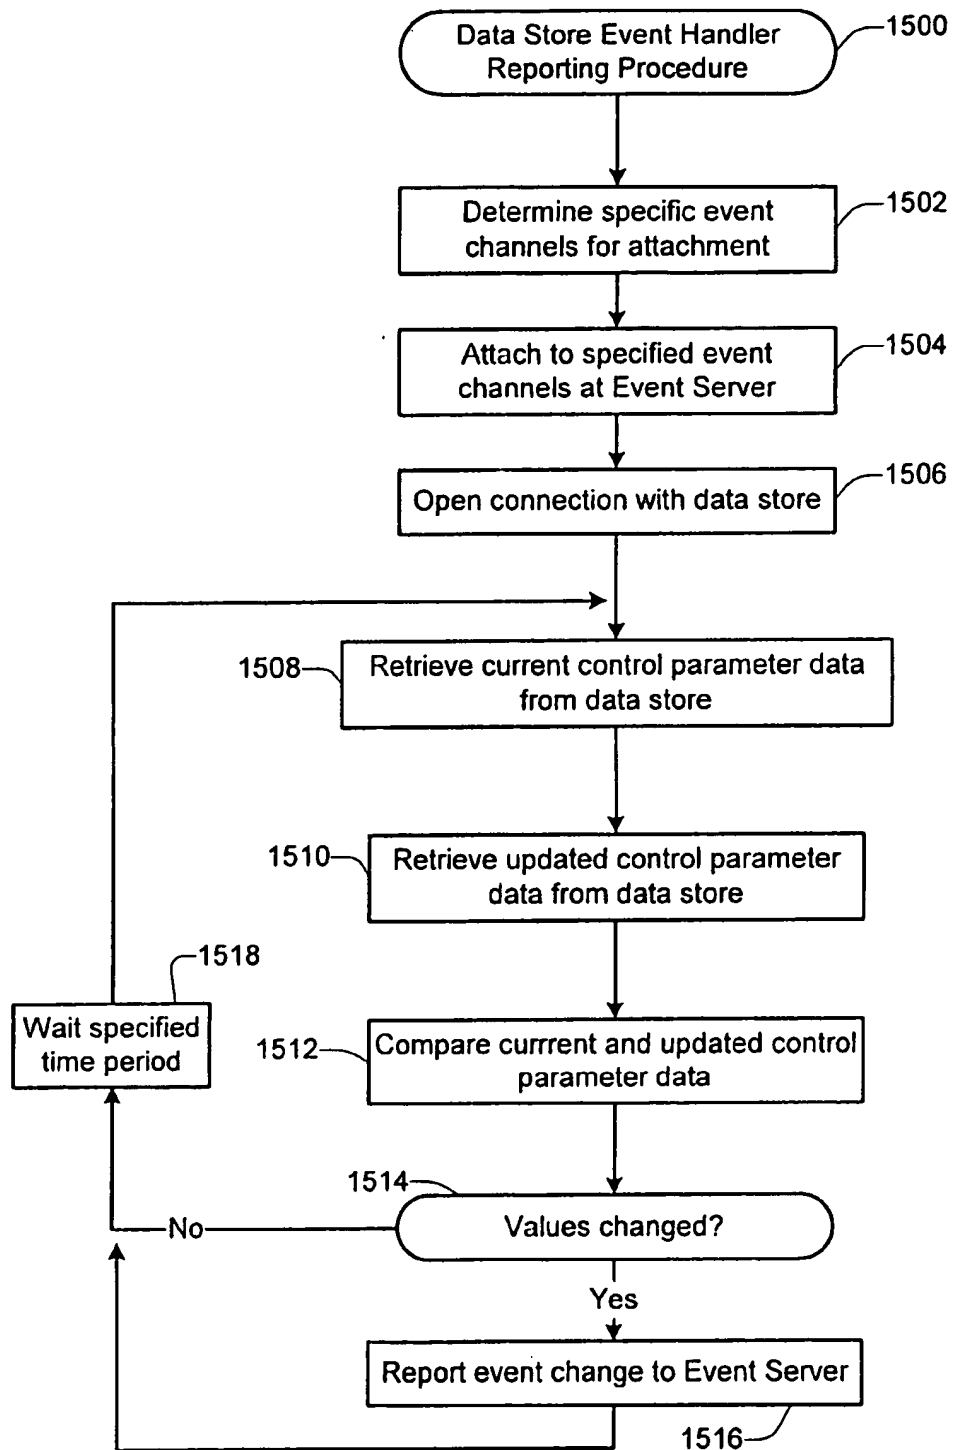 Data Store Event Handler
Reporting Procedure
1500
Determine specific event
channels for attachment
1502
Attach to specified event
channels at Event Server
1504
Open connection with data store
1506
1508
Retrieve current control parameter data
from data store
1510
Retrieve updated control parameter
data from data store
1518
Wait specified
time period
1512
Compare currrent and updated control
parameter data
1514
Values changed?
No
Yes
Report event change to Event Server
1516